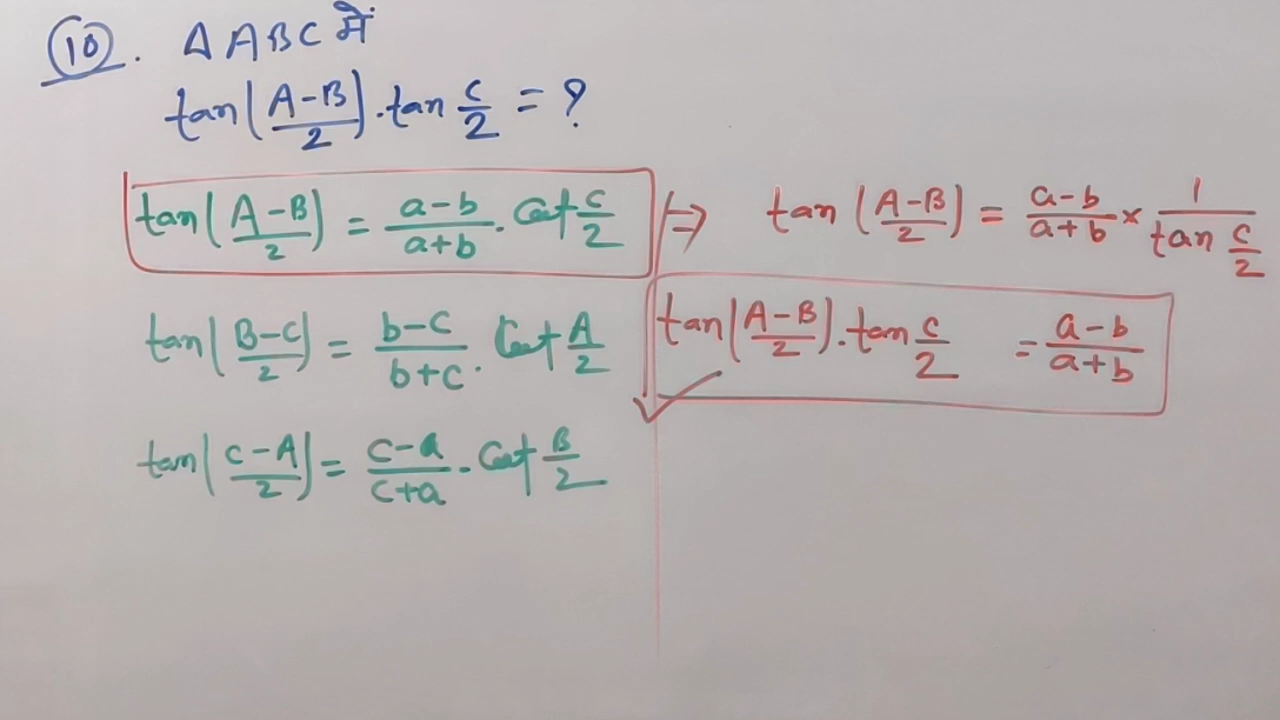 10. Δ ABC में
tan(A-B/2).tan C/2 = ?
tan(A-B/2) = a-b/a+b . Cot C/2
⇒ tan(A-B/2) = a-b/a+b × 1/tan C/2
tan(B-C/2) = b-c/b+c . Cot A/2
tan(A-B/2).tan C/2 = a-b/a+b
tan(C-A/2) = c-a/c+a . Cot B/2